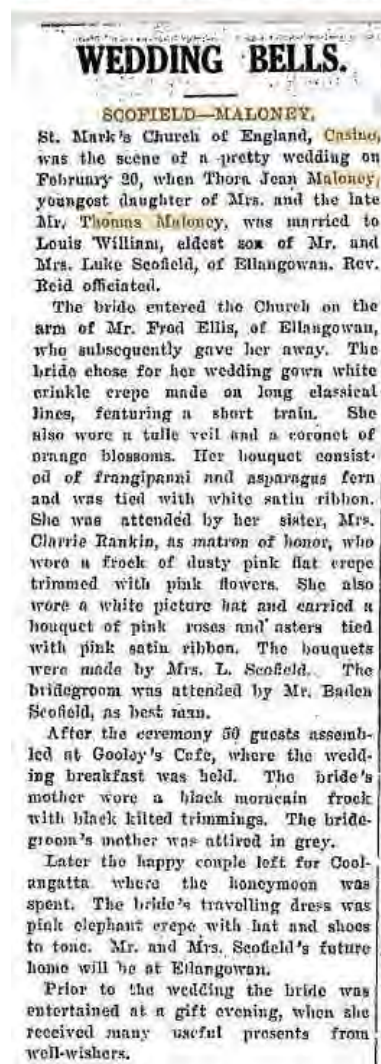 WEDDING BELLS.
SCOFIELD—MALONEY.
St. Mark's Church of England, Casino,
was the scene of a pretty wedding on
February 20, when Thora Jean Maloney,
youngest daughter of Mrs. and the late
Mr. Thomas Maloney, was married to
Louis William, eldest son of Mr. and
Mrs. Luke Scofield, of Ellangowan. Rev.
Reid officiated.
The bride entered the Church on the
arm of Mr. Fred Ellis, of Ellangowan,
who subsequently gave her away. The
bride chose for her wedding gown white
crinkle crepe made on long classical
lines, featuring a short train. She
also wore a tulle veil and a coronet of
orange blossoms. Her bouquet consist-
ed of frangipanni and asparagus fern
and was tied with white satin ribbon.
She was attended by her sister, Mrs.
Clarrie Rankin, as matron of honor, who
wore a frock of dusty pink flat crepe
trimmed with pink flowers. She also
wore a white picture hat and carried a
bouquet of pink roses and asters tied
with pink satin ribbon. The bouquets
were made by Mrs. L. Scofield. The
bridegroom was attended by Mr. Baden
Scofield, as best man.
After the ceremony 50 guests assemb-
led at Gooley's Cafe, where the wedd-
ing breakfast was held. The bride's
mother wore a black morucain frock
with black kilted trimmings. The bride-
groom's mother was attired in grey.
Later the happy couple left for Cool-
angatta where the honeymoon was
spent. The bride's travelling dress was
pink elephant crepe with hat and shoes
to tone. Mr. and Mrs. Scofield's future
home will be at Ellangowan.
Prior to the wedding the bride was
entertained at a gift evening, when she
received many useful presents from
well-wishers.